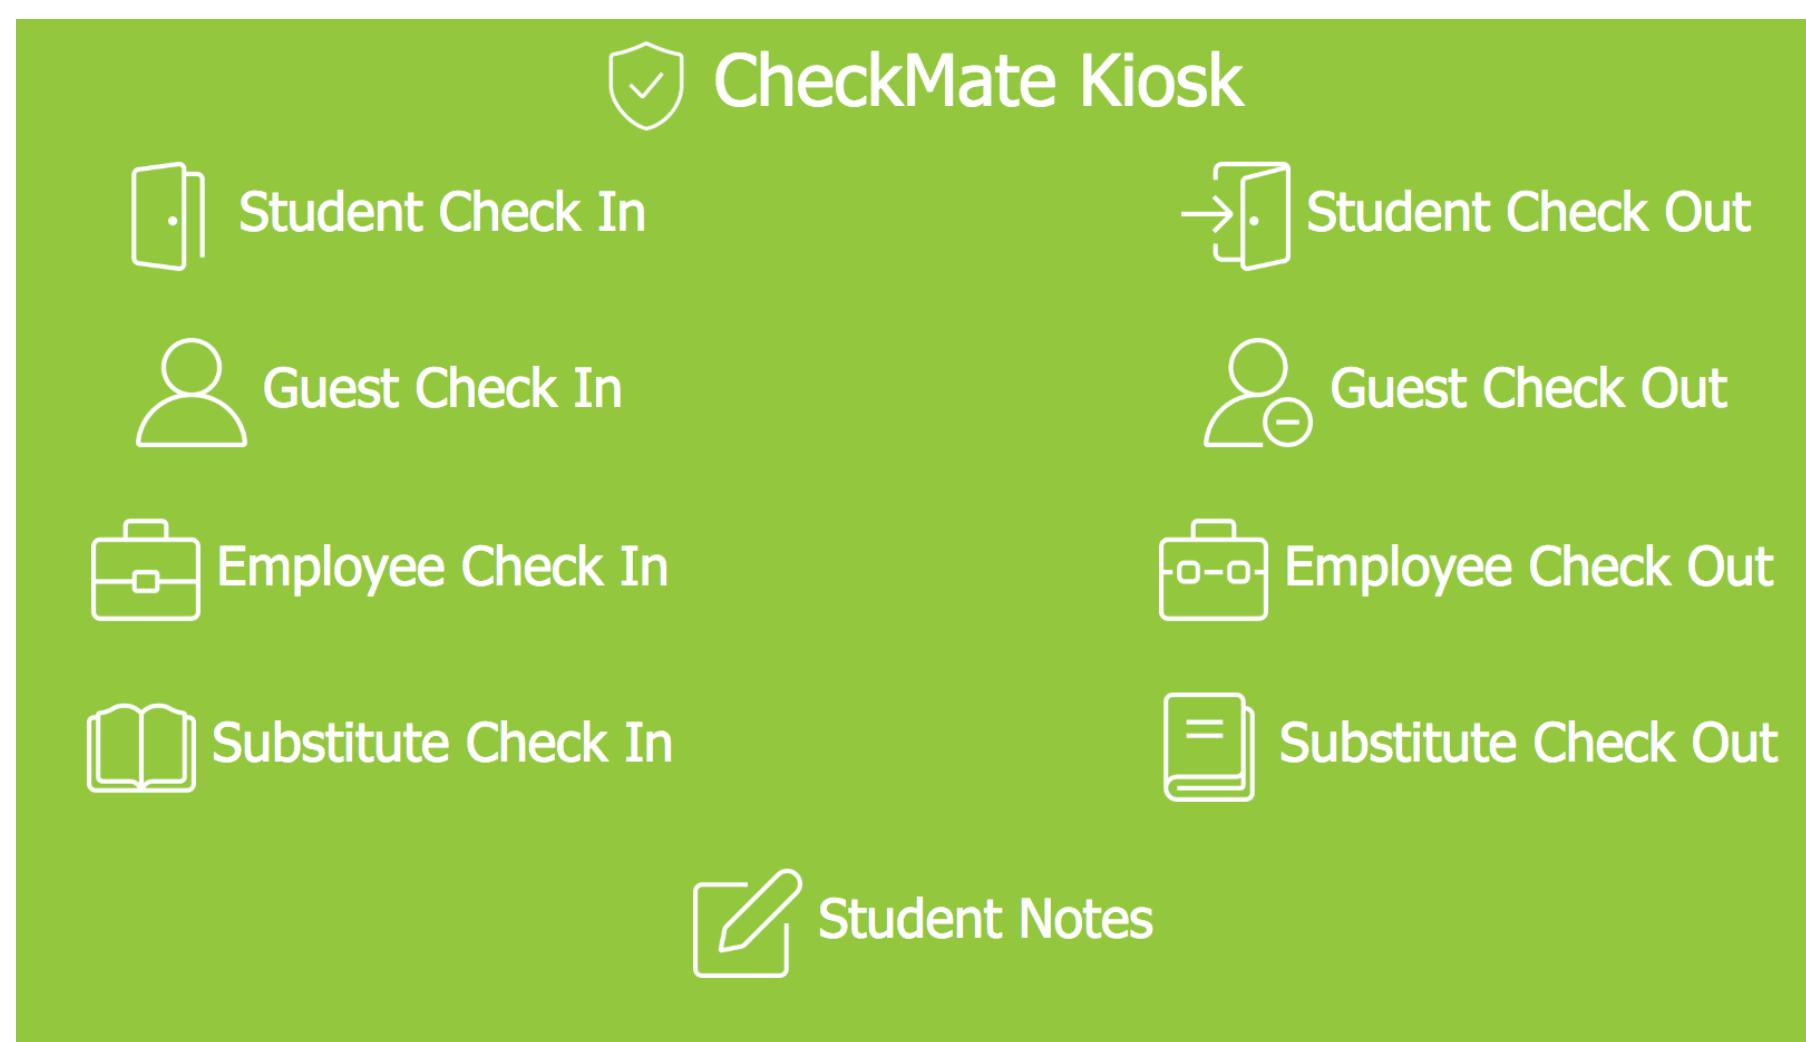 CheckMate Kiosk
Student Check In
Student Check Out
Guest Check In
Guest Check Out
Employee Check In
Employee Check Out
Substitute Check In
Substitute Check Out
Student Notes